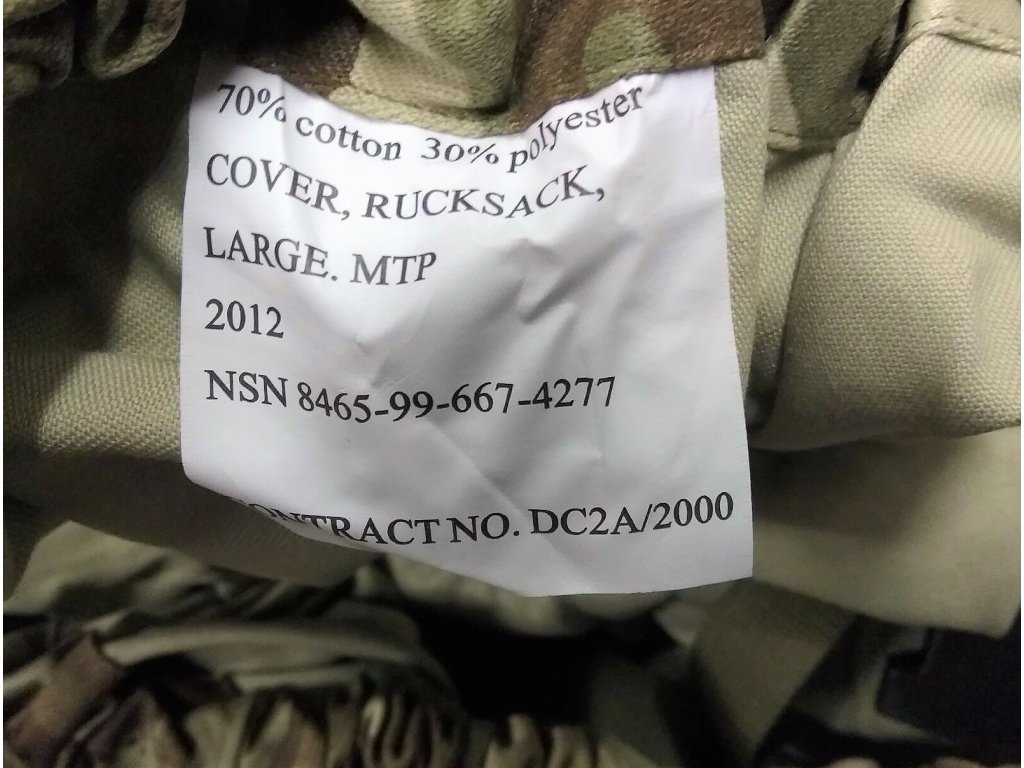 70% cotton 30% polyester
COVER, RUCKSACK,
LARGE. MTP
2012
NSN 8465-99-667-4277
CONTRACT NO. DC2A/2000